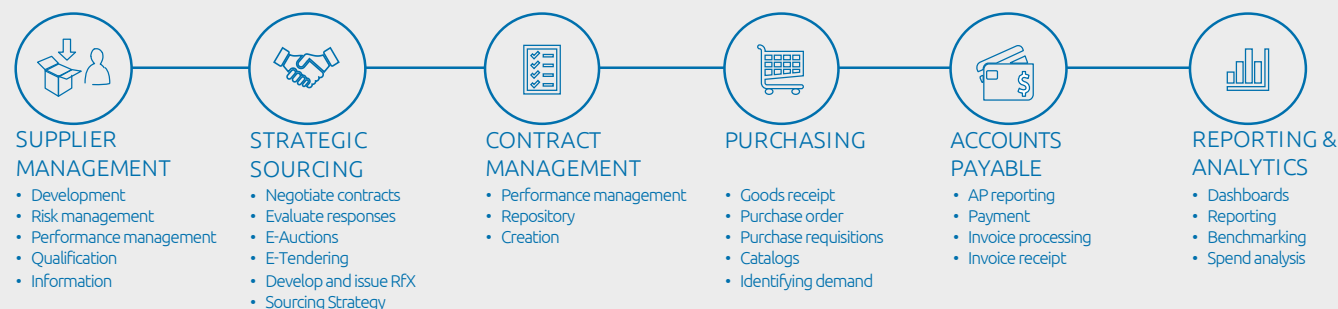 SUPPLIER
MANAGEMENT
• Development
• Risk management
• Performance management
• Qualification
• Information
STRATEGIC
SOURCING
• Negotiate contracts
• Evaluate responses
• E-Auctions
• E-Tendering
• Develop and issue RfX
• Sourcing Strategy
CONTRACT
MANAGEMENT
• Performance management
• Repository
• Creation
PURCHASING
• Goods receipt
• Purchase order
• Purchase requisitions
• Catalogs
• Identifying demand
$
ACCOUNTS
PAYABLE
• AP reporting
• Payment
• Invoice processing
• Invoice receipt
REPORTING &
ANALYTICS
• Dashboards
• Reporting
• Benchmarking
• Spend analysis